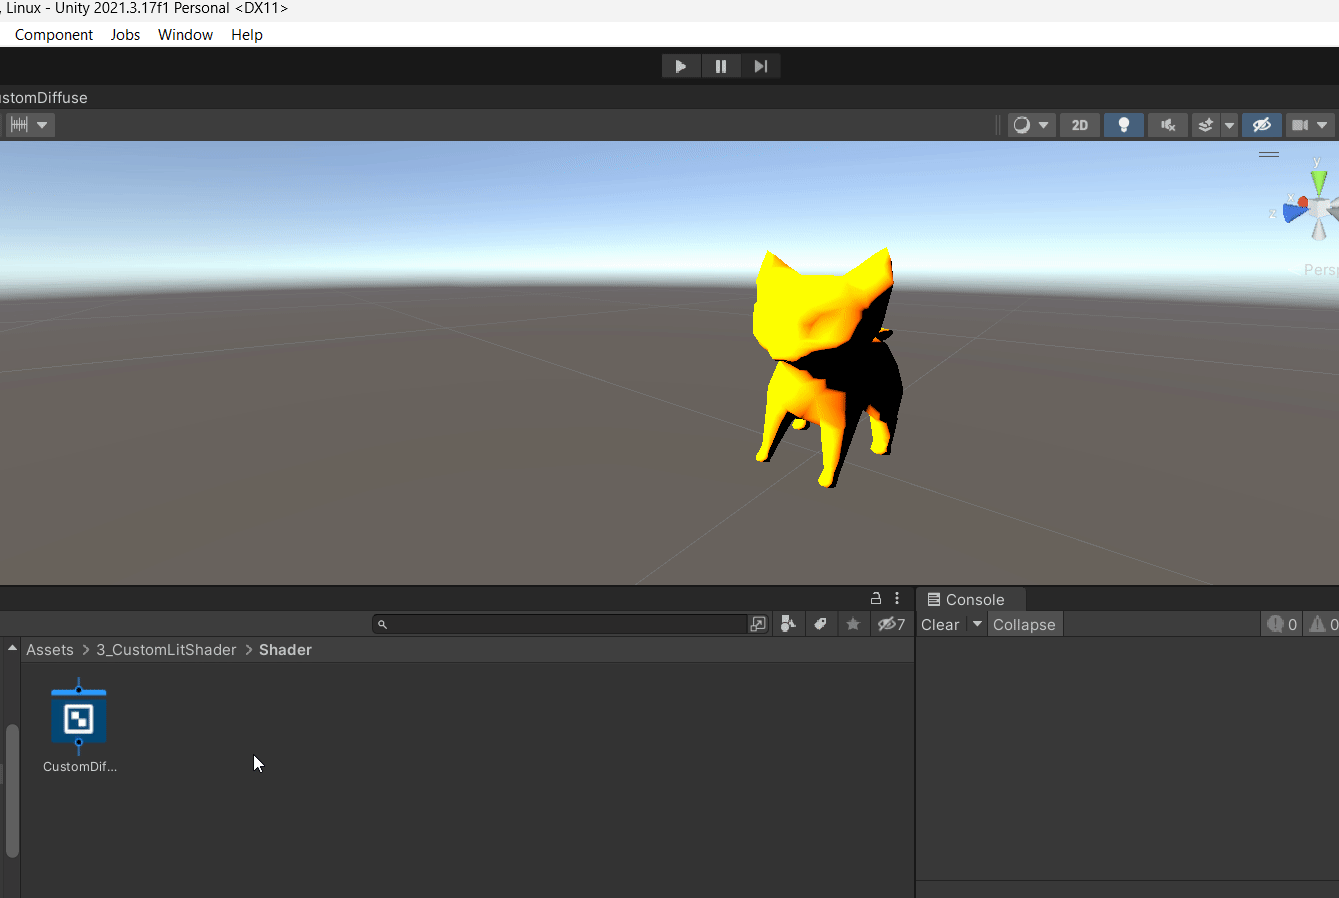 , Linux - Unity 2021.3.17f1 Personal <DX11>
Component Jobs Window Help
stomDiffuse
2D
y
x
z
Persp
Console
7
Clear Collapse 0 0
Assets > 3_CustomLitShader > Shader
CustomDif...